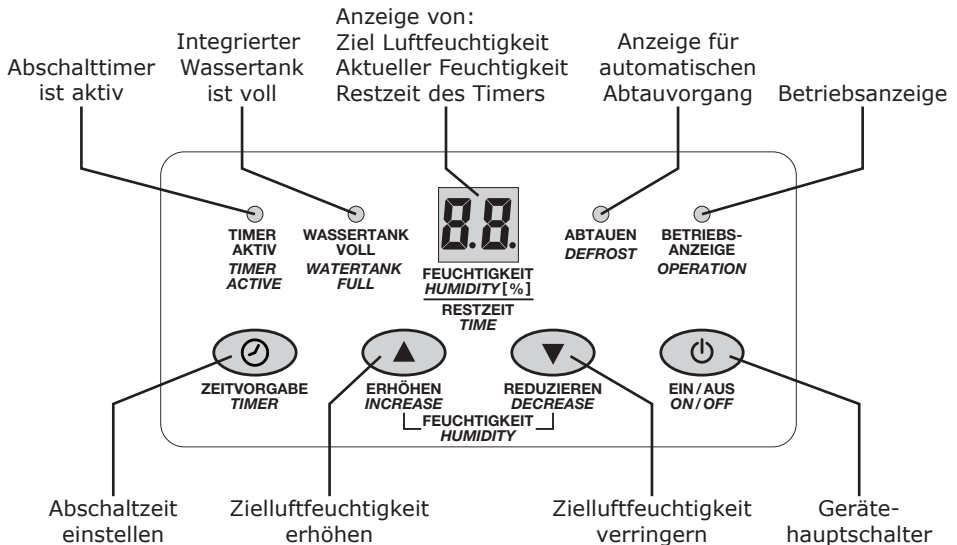 Abschalttimer
ist aktiv
Integrierter
Wassertank
ist voll
Anzeige von:
Ziel Luftfeuchtigkeit
Aktueller Feuchtigkeit
Restzeit des Timers
Anzeige für
automatischen
Abtauvorgang
Betriebsanzeige
TIMER
AKTIV
TIMER
ACTIVE
WASSERTANK
VOLL
WATERTANK
FULL
8.8.
FEUCHTIGKEIT
HUMIDITY [%]
RESTZEIT
TIME
ABTAUEN
DEFROST
BETRIEBS-
ANZEIGE
OPERATION
ZEITVORGABE
TIMER
ERHÖHEN
INCREASE
REDUZIEREN
DECREASE
FEUCHTIGKEIT
HUMIDITY
EIN/AUS
ON/OFF
Abschaltzeit
einstellen
Zielluftfeuchtigkeit
erhöhen
Zielluftfeuchtigkeit
verringern
Geräte-
hauptschalter